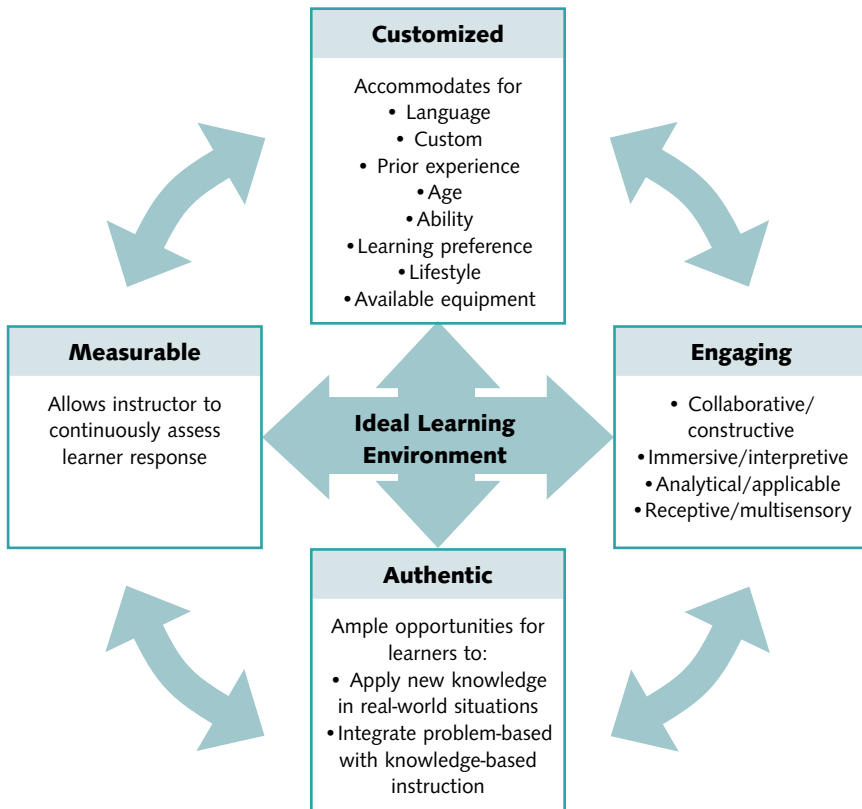 Customized
Accommodates for
• Language
• Custom
• Prior experience
•Age
•Ability
•Learning preference
•Lifestyle
•Available equipment
Measurable
Allows instructor to
continuously assess
learner response
Ideal Learning
Environment
Engaging
• Collaborative/
constructive
•Immersive/interpretive
•Analytical/applicable
•Receptive/multisensory
Authentic
Ample opportunities for
learners to:
• Apply new knowledge
in real-world situations
•Integrate problem-based
with knowledge-based
instruction